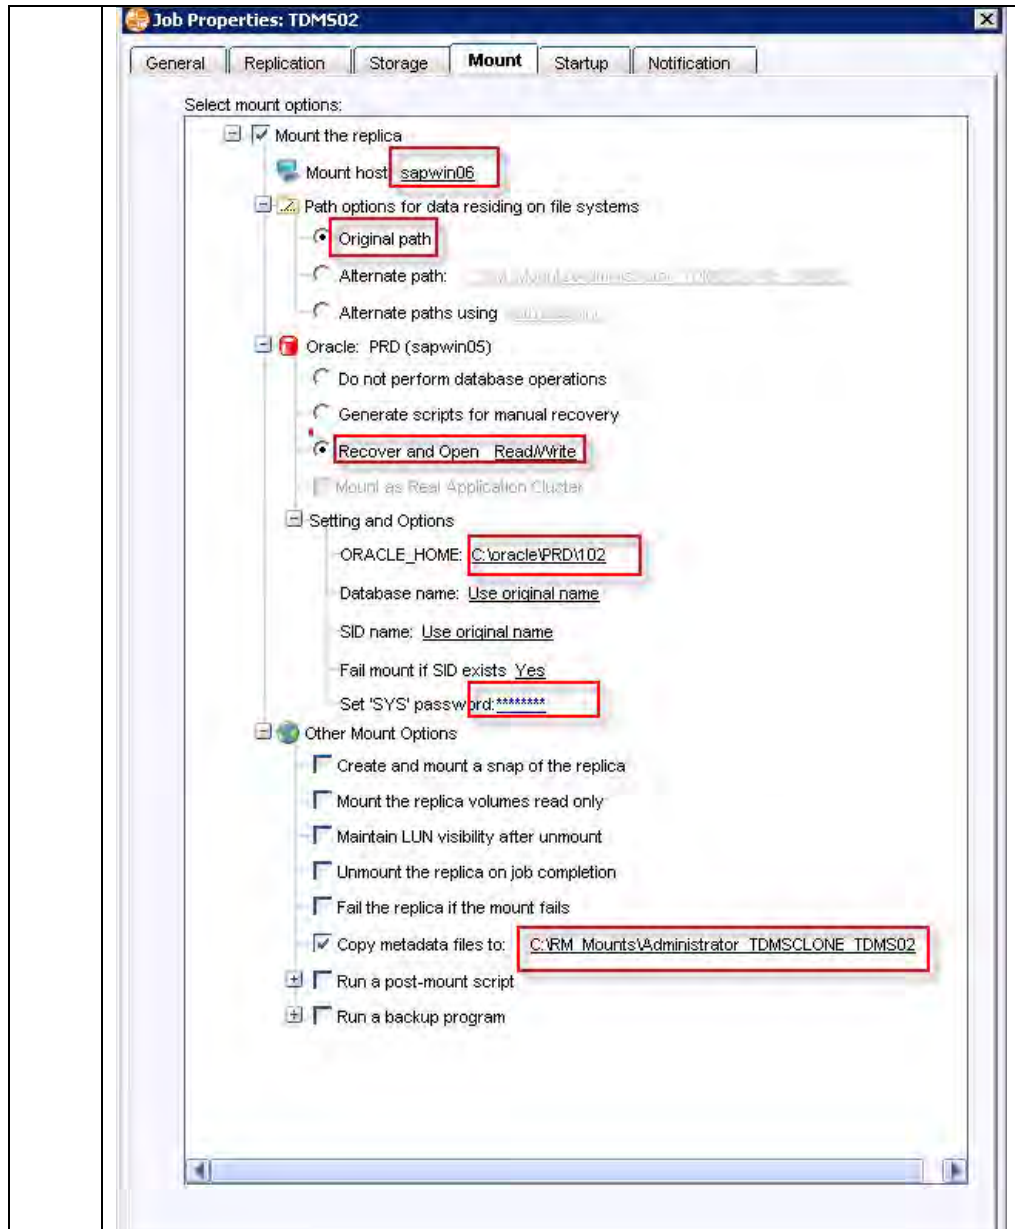 Job Properties: TDMS02
General Replication Storage Mount Startup Notification
Select mount options:
Mount the replica
Mount host: sapwin06
Path options for data residing on file systems
Original path
Alternate path:
Alternate paths using
Oracle: PRD (sapwin05)
Do not perform database operations
Generate scripts for manual recovery
Recover and Open Read/Write
Mount as Real Application Cluster
Setting and Options
ORACLE_HOME: C:\oracle\PRD\102
Database name: Use original name
SID name: Use original name
Fail mount if SID exists Yes
Set 'SYS' password:********
Other Mount Options
Create and mount a snap of the replica
Mount the replica volumes read only
Maintain LUN visibility after unmount
Unmount the replica on job completion
Fail the replica if the mount fails
Copy metadata files to: C:\RM_Mounts\Administrator_TDMSCLONE_TDMS02
Run a post-mount script
Run a backup program